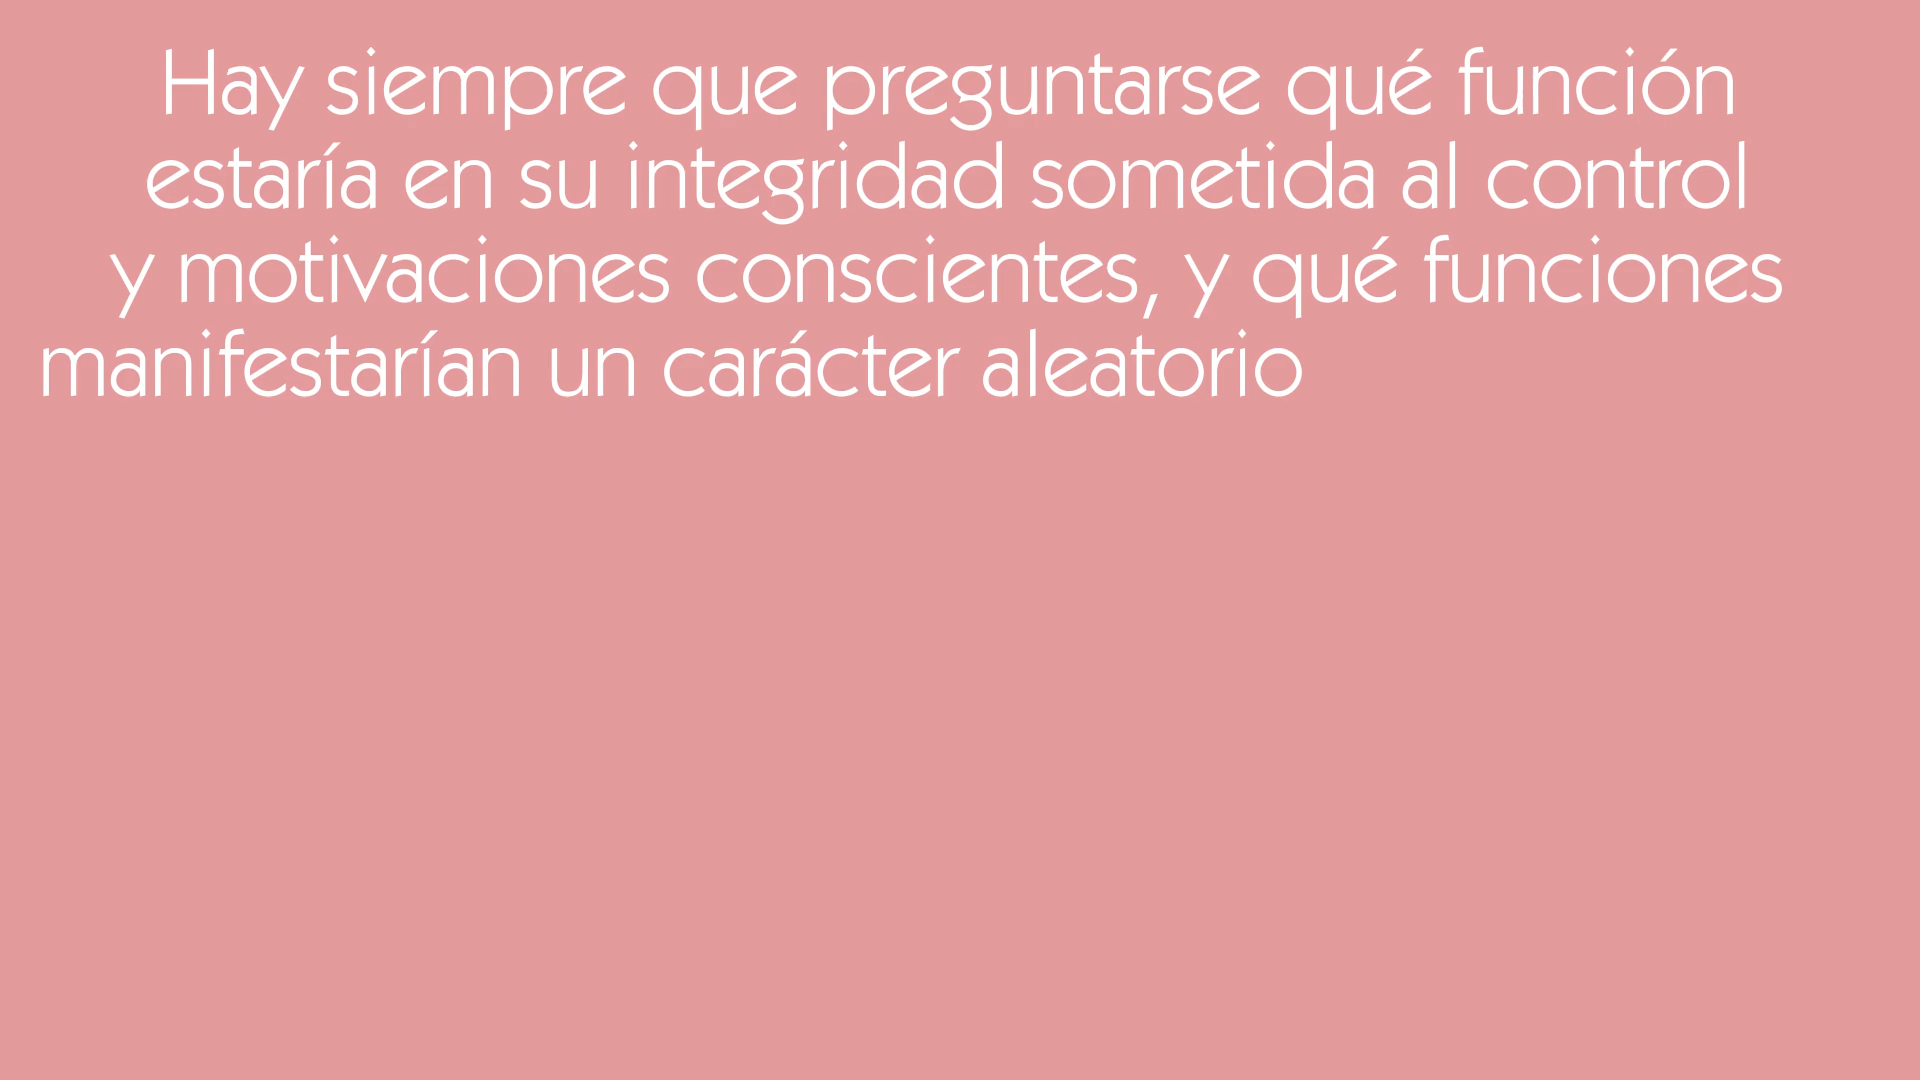 Hay siempre que preguntarse qué función
estaría en su integridad sometida al control
y motivaciones conscientes, y qué funciones
manifestarían un carácter aleatorio